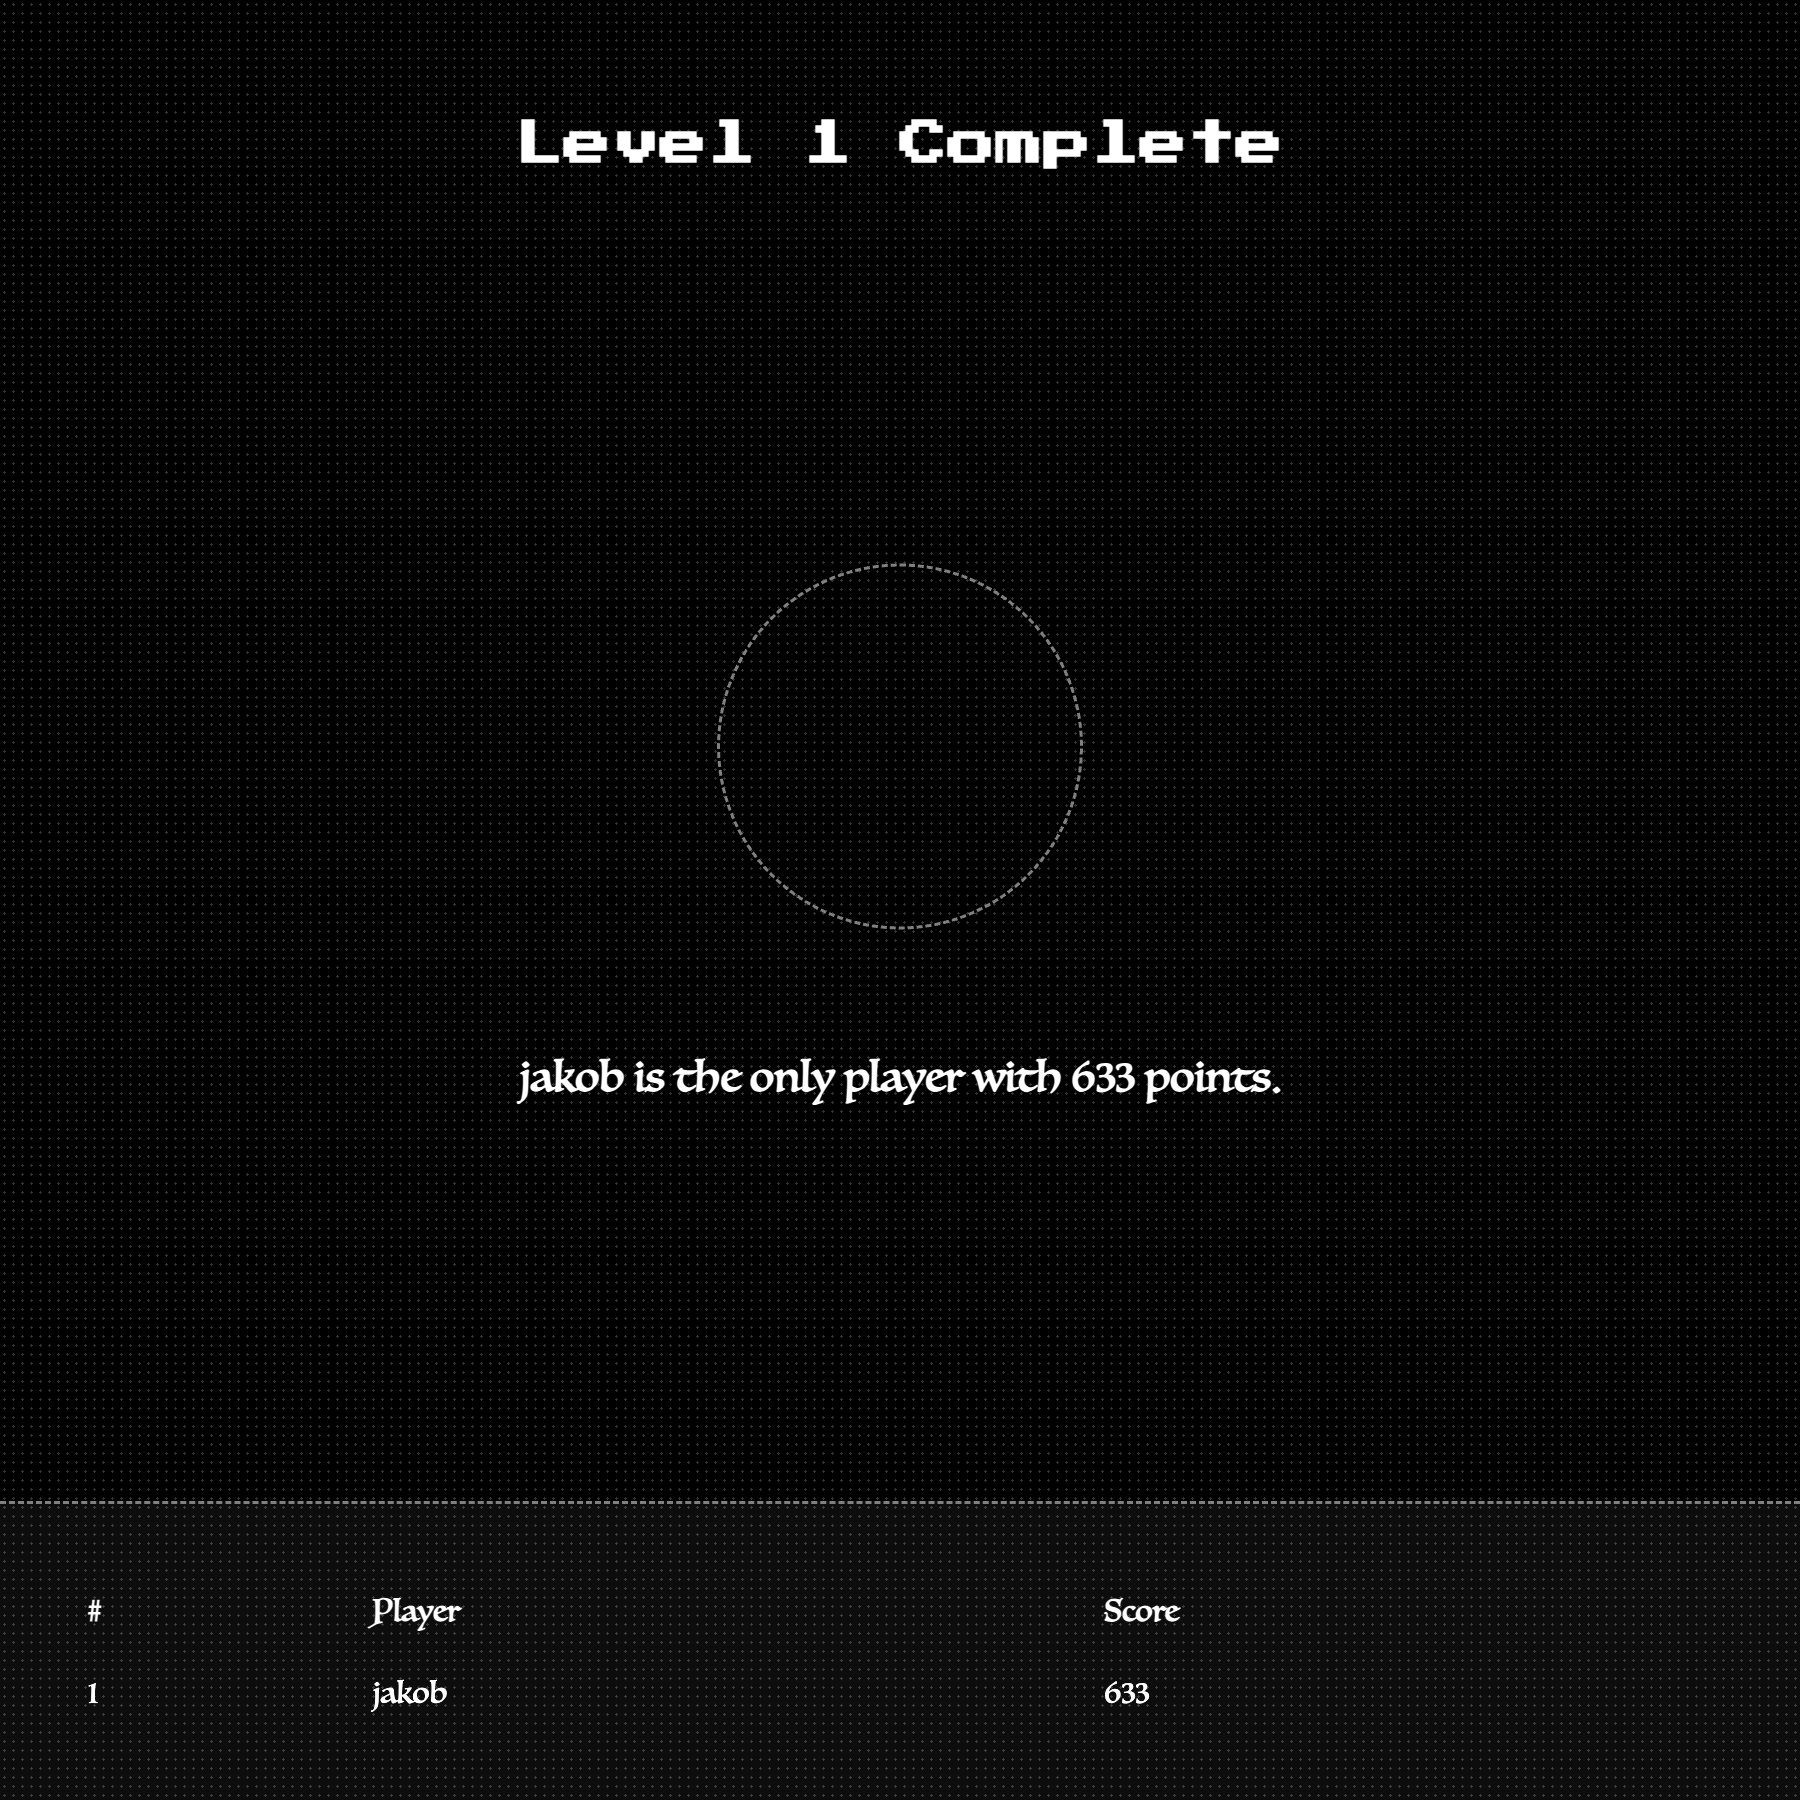 Level 1 Complete
jakob is the only player with 633 points.
# Player Score
1 jakob 633